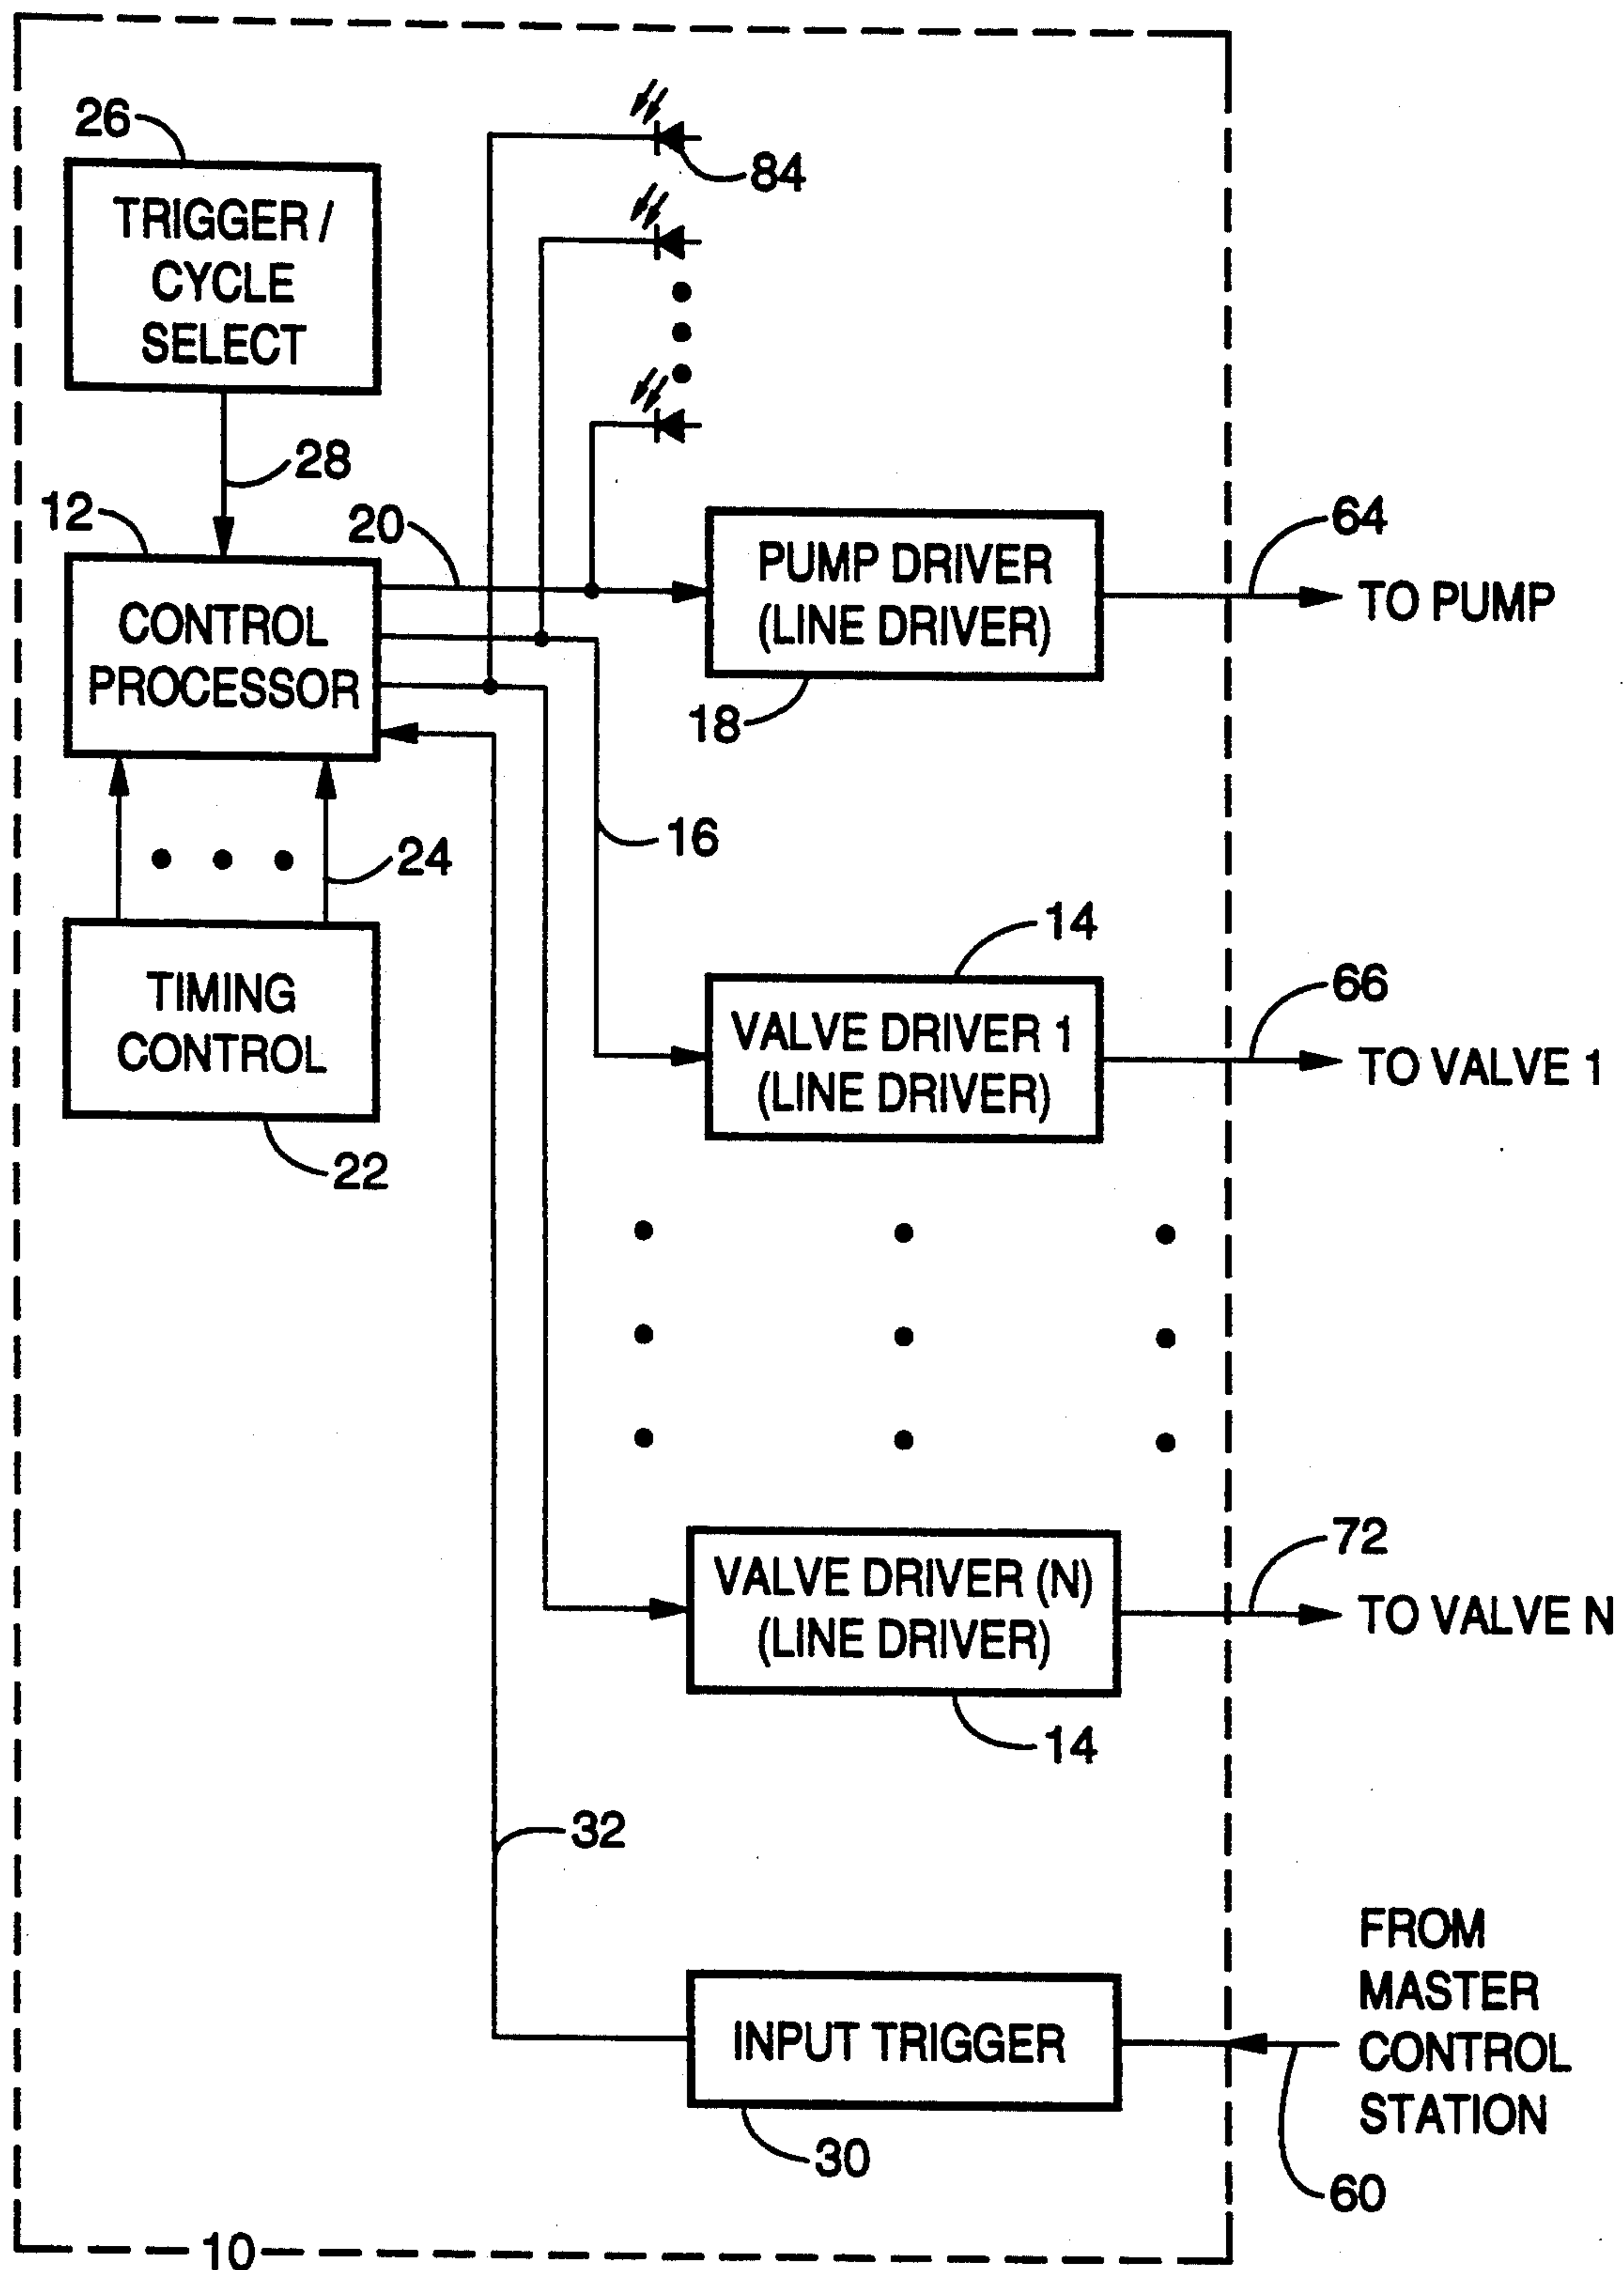 26
84
TRIGGER /
CYCLE
SELECT
28
12
20
64
CONTROL
PROCESSOR
PUMP DRIVER
(LINE DRIVER)
TO PUMP
18
16
24
14
66
TIMING
CONTROL
VALVE DRIVER 1
(LINE DRIVER)
TO VALVE 1
22
72
VALVE DRIVER (N)
(LINE DRIVER)
TO VALVE N
14
32
FROM
MASTER
CONTROL
STATION
INPUT TRIGGER
30
60
10